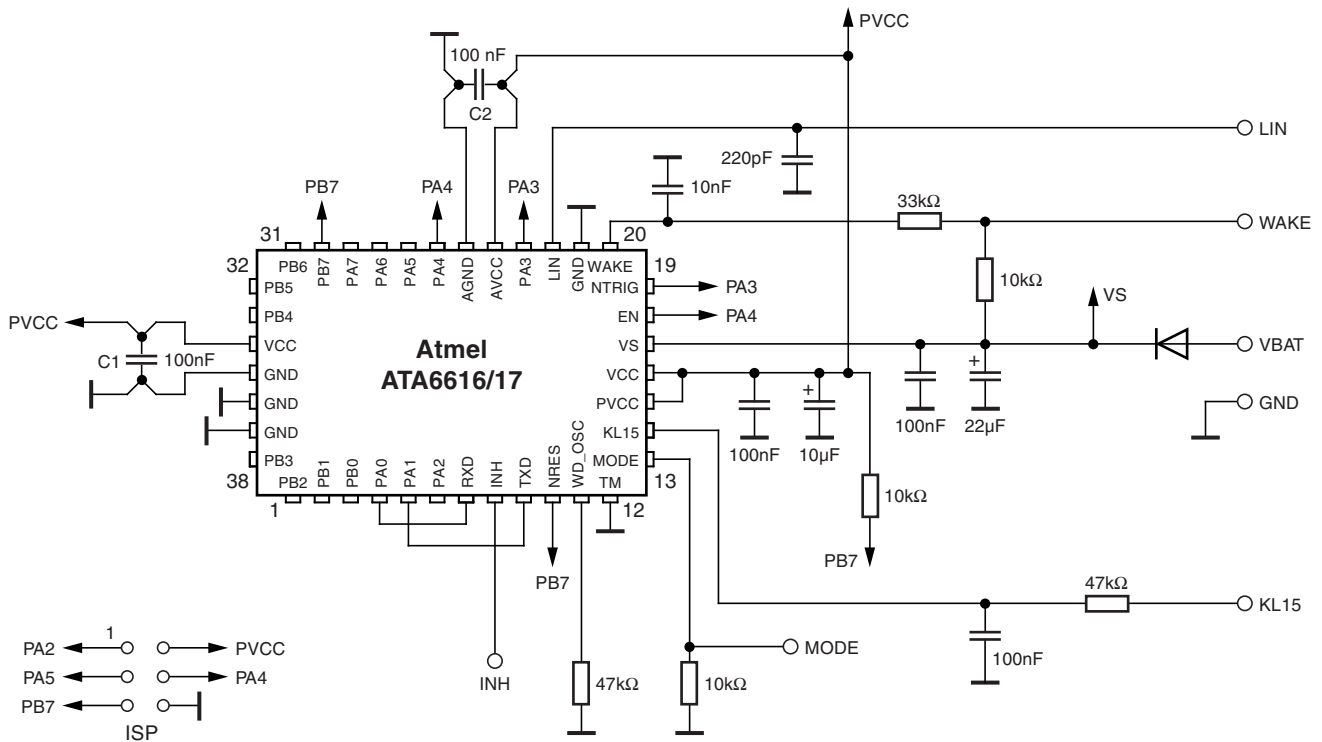 PVCC
100 nF
C2
LIN
220pF
10nF
33kΩ
WAKE
PB7
PA4
PA3
31
20
PB6
PB7
PA7
PA6
PA5
PA4
AGND
AVCC
PA3
LIN
GND
WAKE
32
19
PB5
NTRIG
PA3
10kΩ
VS
PB4
EN
PA4
PVCC
C1
100nF
VCC
VS
VBAT
Atmel
ATA6616/17
GND
VCC
GND
PVCC
GND
GND
KL15
100nF
10µF
100nF
22µF
+
+
PB3
MODE
38
13
PB2
PB1
PB0
PA0
PA1
PA2
RXD
INH
TXD
NRES
WD_OSC
TM
1
12
10kΩ
PB7
PB7
47kΩ
KL15
100nF
1
PA2
PVCC
PA5
PA4
PB7
ISP
INH
47kΩ
10kΩ
MODE